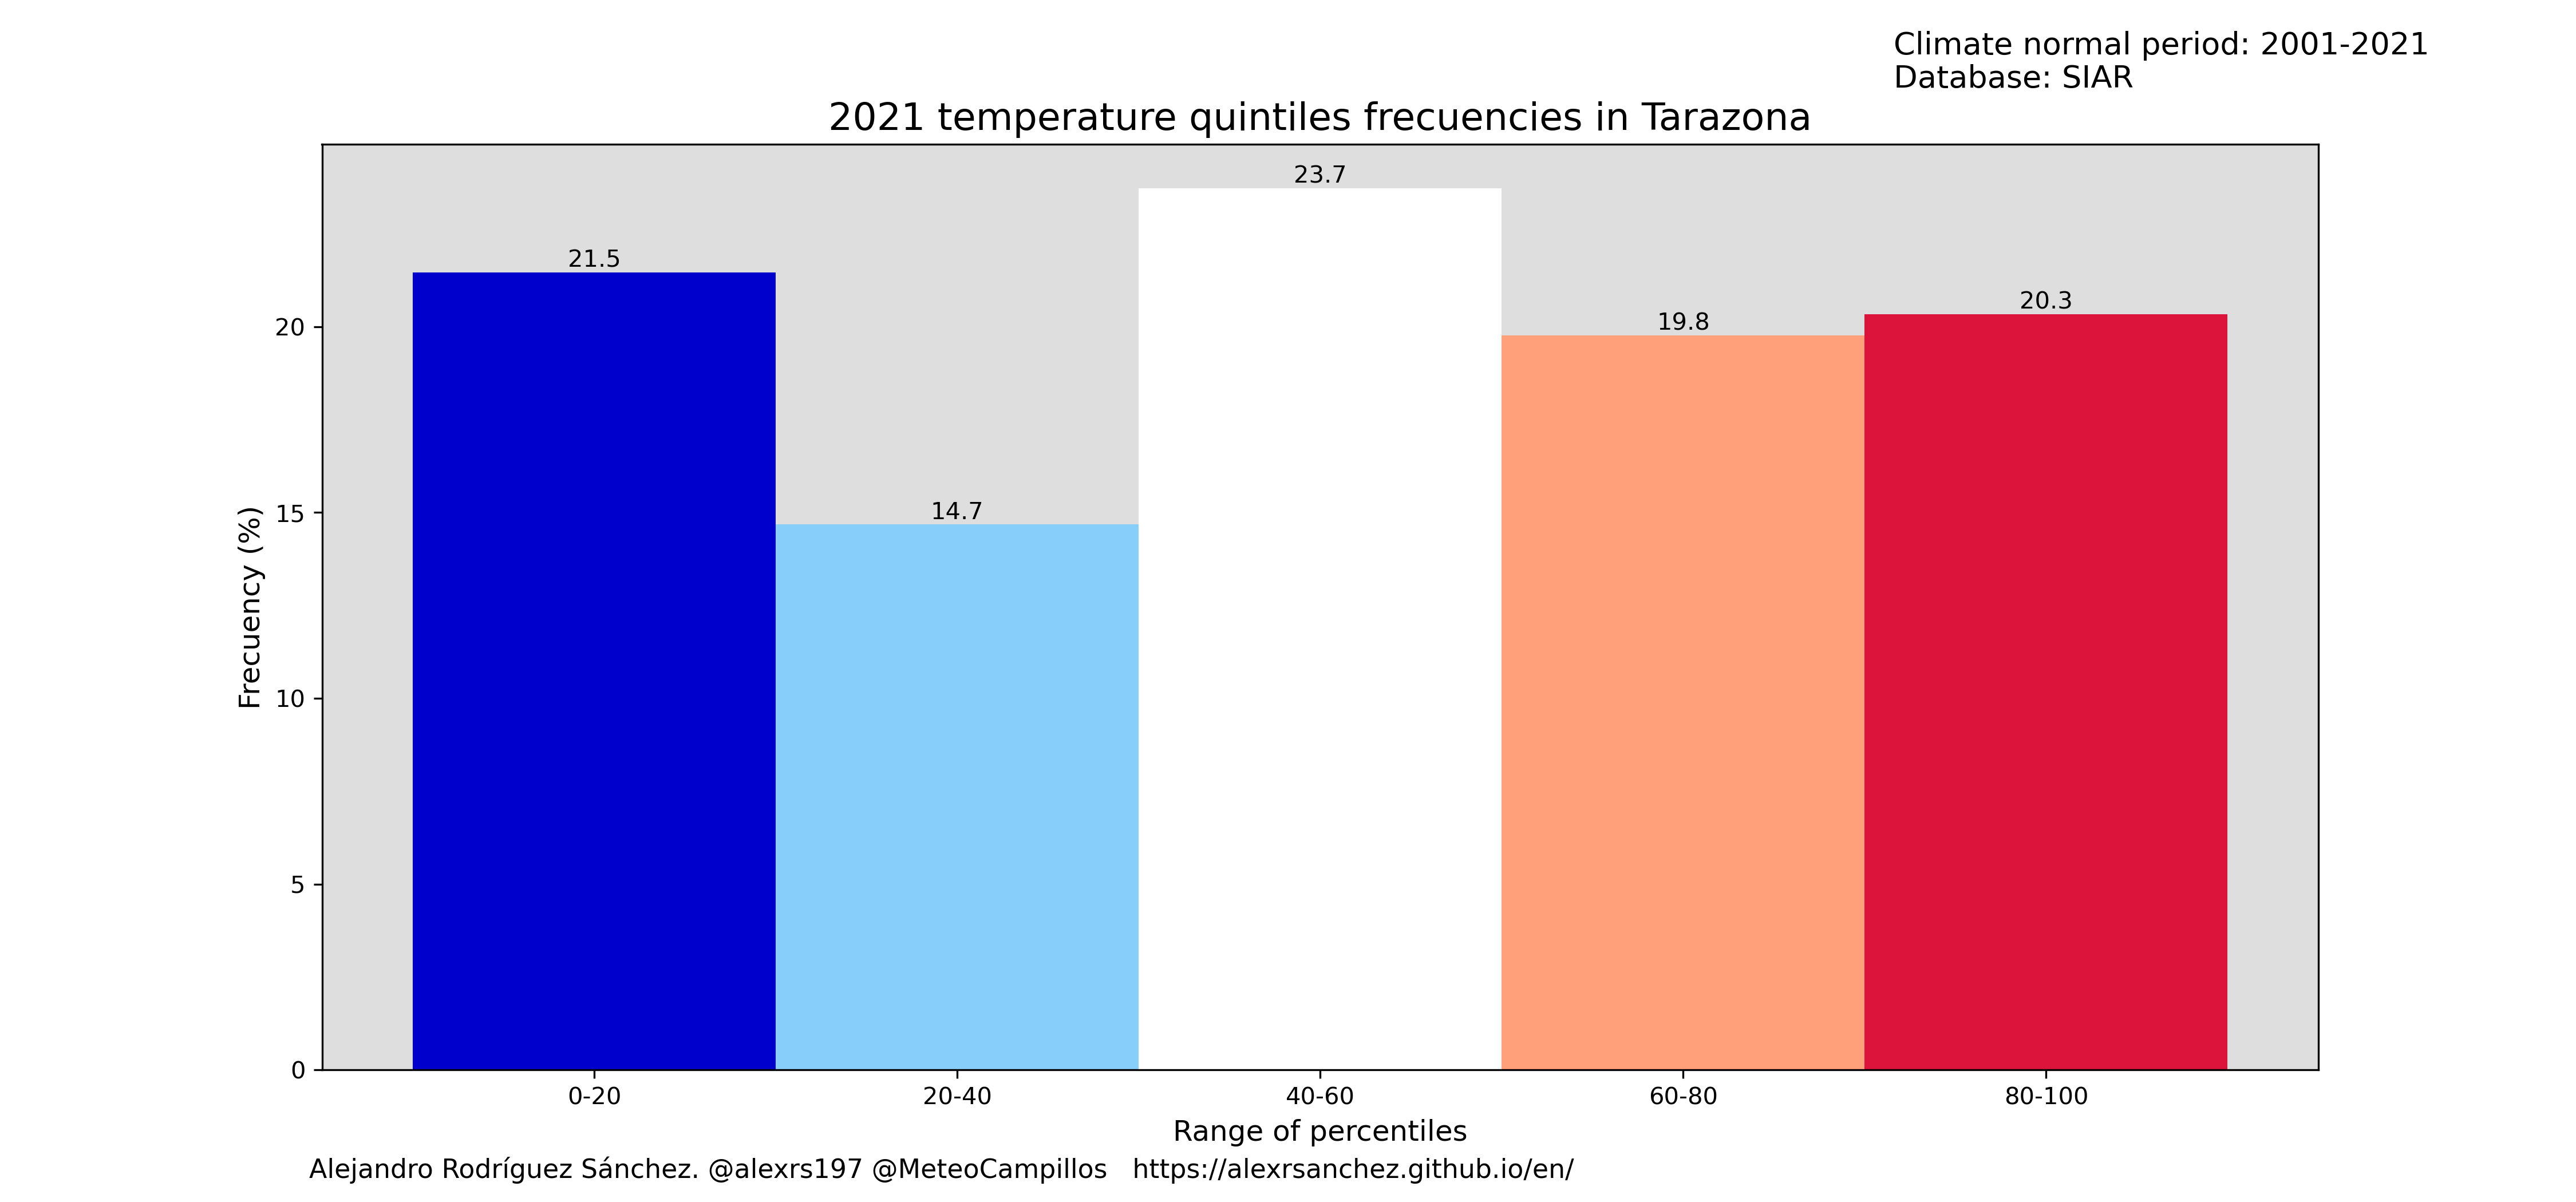 Climate normal period: 2001-2021
Database: SIAR
2021 temperature quintiles frecuencies in Tarazona
Frecuency (%)
20
15
10
5
0
21.5
14.7
23.7
19.8
20.3
0-20
20-40
40-60
60-80
80-100
Range of percentiles
Alejandro Rodríguez Sánchez. @alexrs197 @MeteoCampillos https://alexrsanchez.github.io/en/